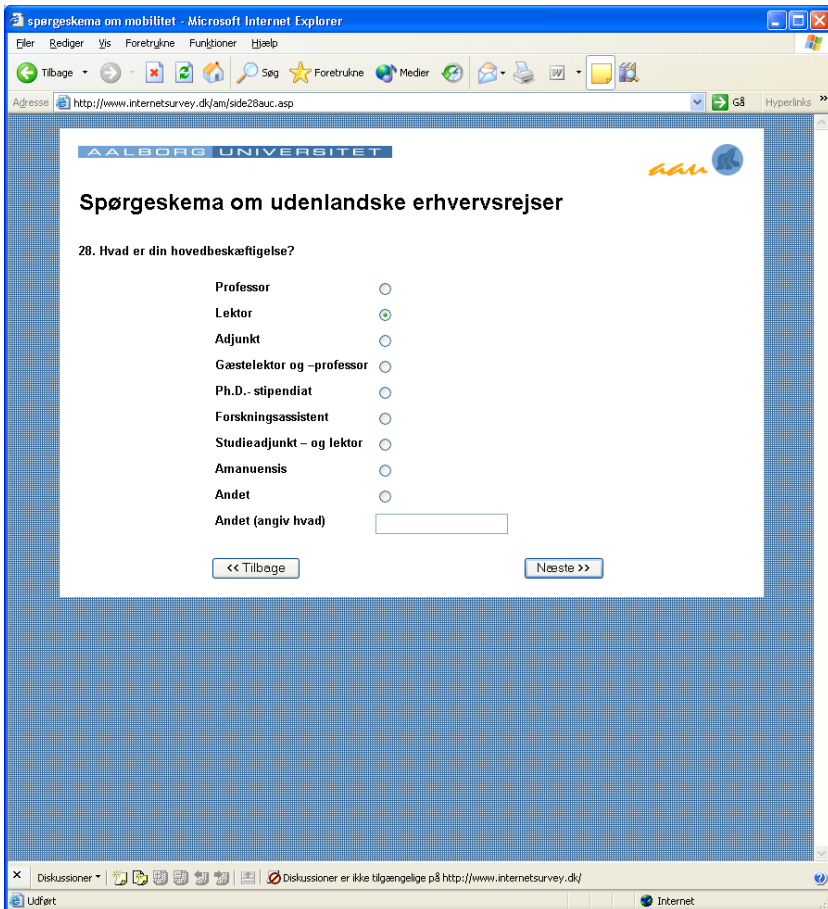 spørgeskema om mobilitet - Microsoft Internet Explorer
Filer Rediger Vis Foretrukne Funktioner Hjælp
Tilbage Søg Foretrukne Medier
Adresse http://www.internetsurvey.dk/am/side28auc.asp Gå Hyperlinks »
AALBORG UNIVERSITET
aau
Spørgeskema om udenlandske erhvervsrejser
28. Hvad er din hovedbeskæftigelse?
Professor
Lektor
Adjunkt
Gæstelektor og –professor
Ph.D.- stipendiat
Forskningsassistent
Studieadjunkt – og lektor
Amanuensis
Andet
Andet (angiv hvad)
<< Tilbage Næste >>
Diskussioner Diskussioner er ikke tilgængelige på http://www.internetsurvey.dk/
Udført Internet